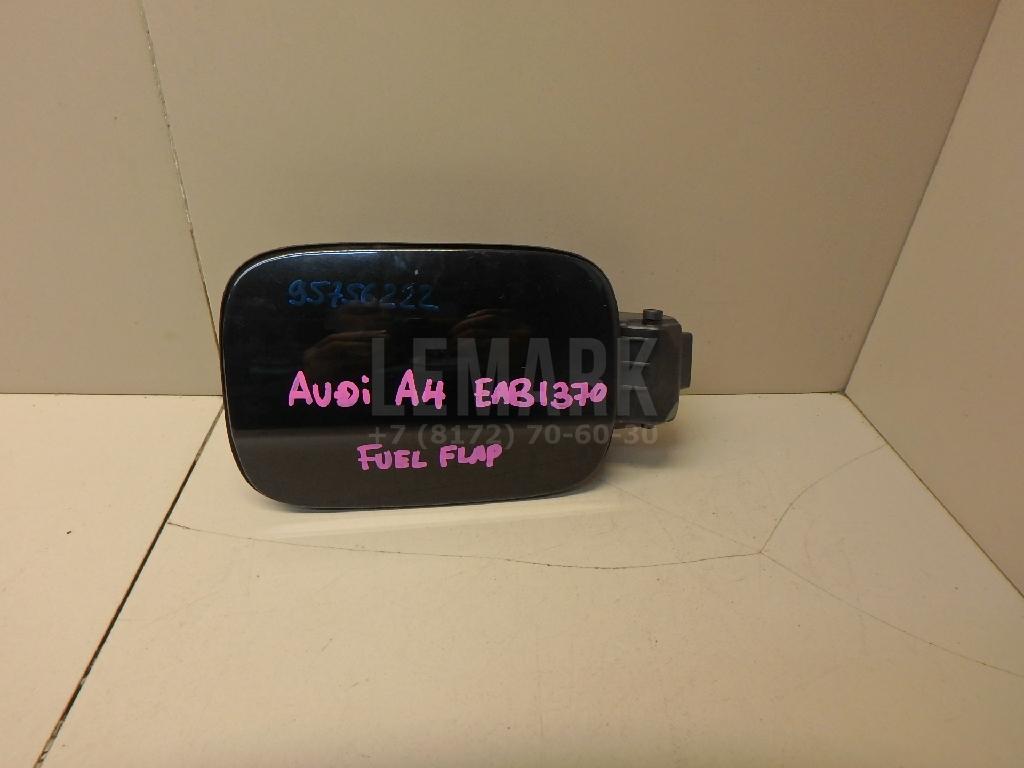 95756222
LEMARK
AUDi A4 EAB1370
+7 (8172) 70-60-30
FUEL FLAP